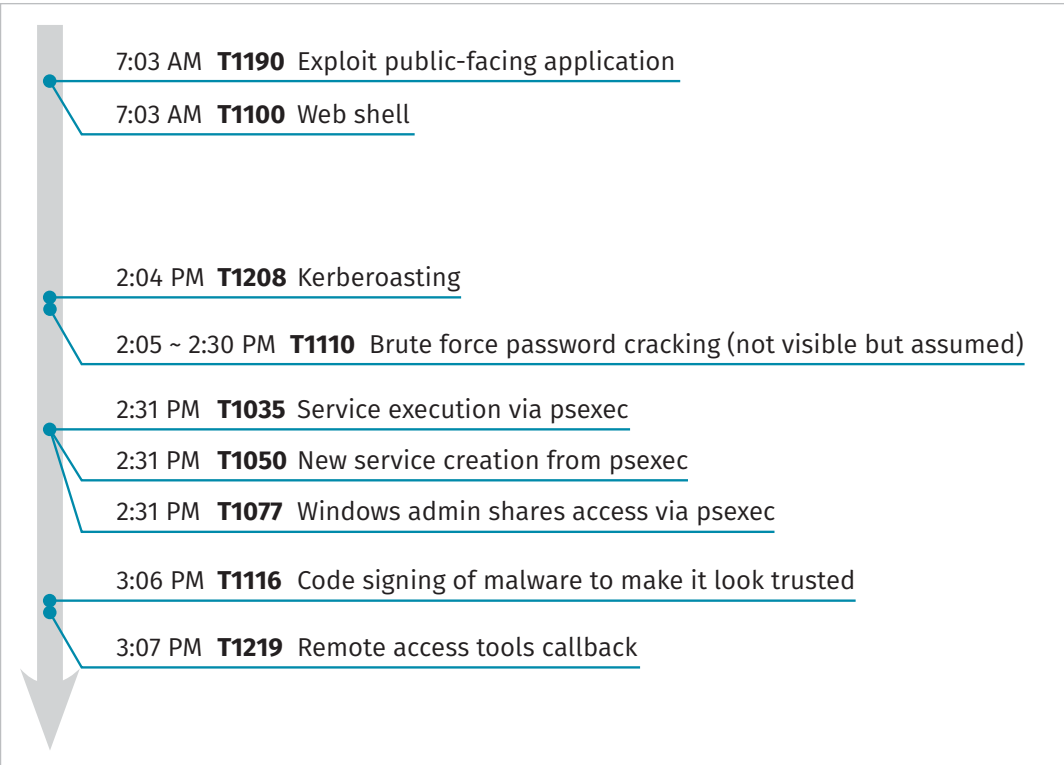 7:03 AM T1190 Exploit public-facing application
7:03 AM T1100 Web shell
2:04 PM T1208 Kerberoasting
2:05 ~ 2:30 PM T1110 Brute force password cracking (not visible but assumed)
2:31 PM T1035 Service execution via psexec
2:31 PM T1050 New service creation from psexec
2:31 PM T1077 Windows admin shares access via psexec
3:06 PM T1116 Code signing of malware to make it look trusted
3:07 PM T1219 Remote access tools callback